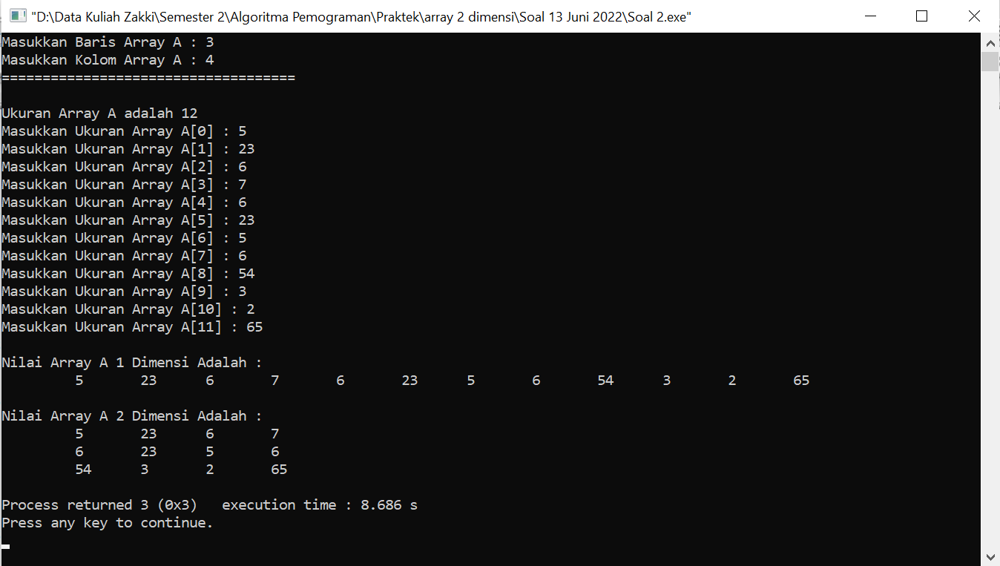 "D:\Data Kuliah Zakki\Semester 2\Algoritma Pemograman\Praktek\array 2 dimensi\Soal 13 Juni 2022\Soal 2.exe"
Masukkan Baris Array A : 3
Masukkan Kolom Array A : 4
====================================
Ukuran Array A adalah 12
Masukkan Ukuran Array A[0] : 5
Masukkan Ukuran Array A[1] : 23
Masukkan Ukuran Array A[2] : 6
Masukkan Ukuran Array A[3] : 7
Masukkan Ukuran Array A[4] : 6
Masukkan Ukuran Array A[5] : 23
Masukkan Ukuran Array A[6] : 5
Masukkan Ukuran Array A[7] : 6
Masukkan Ukuran Array A[8] : 54
Masukkan Ukuran Array A[9] : 3
Masukkan Ukuran Array A[10] : 2
Masukkan Ukuran Array A[11] : 65
Nilai Array A 1 Dimensi Adalah :
5 23 6 7 6 23 5 6 54 3 2 65
Nilai Array A 2 Dimensi Adalah :
5 23 6 7
6 23 5 6
54 3 2 65
Process returned 3 (0x3) execution time : 8.686 s
Press any key to continue.